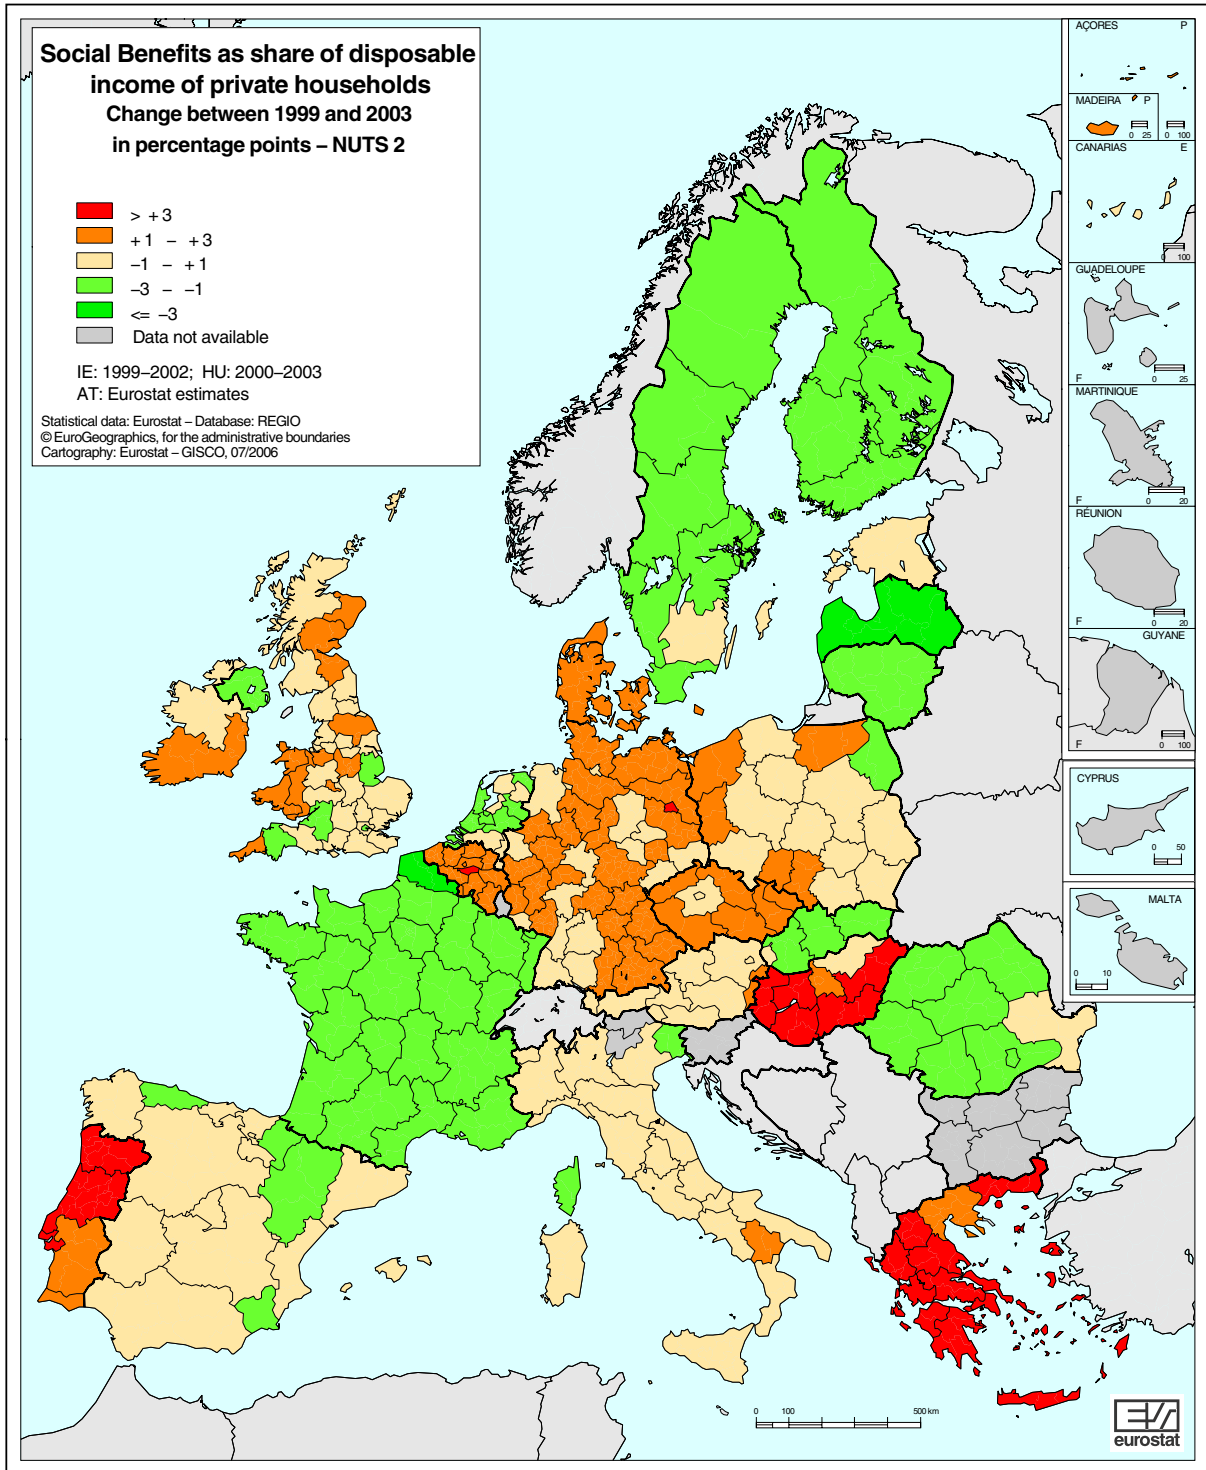 Social Benefits as share of disposable
income of private households
Change between 1999 and 2003
in percentage points – NUTS 2
> +3
+1 – +3
–1 – +1
–3 – –1
<= –3
Data not available
IE: 1999–2002; HU: 2000–2003
AT: Eurostat estimates
Statistical data: Eurostat – Database: REGIO
© EuroGeographics, for the administrative boundaries
Cartography: Eurostat – GISCO, 07/2006
AÇORES P
MADEIRA P
0 25 0 100
CANARIAS E
0 100
GUADELOUPE
F 0 25
MARTINIQUE
F 0 20
RÉUNION
F 0 20
GUYANE
F 0 100
CYPRUS
0 50
MALTA
0 10
0 100 500 km
eurostat